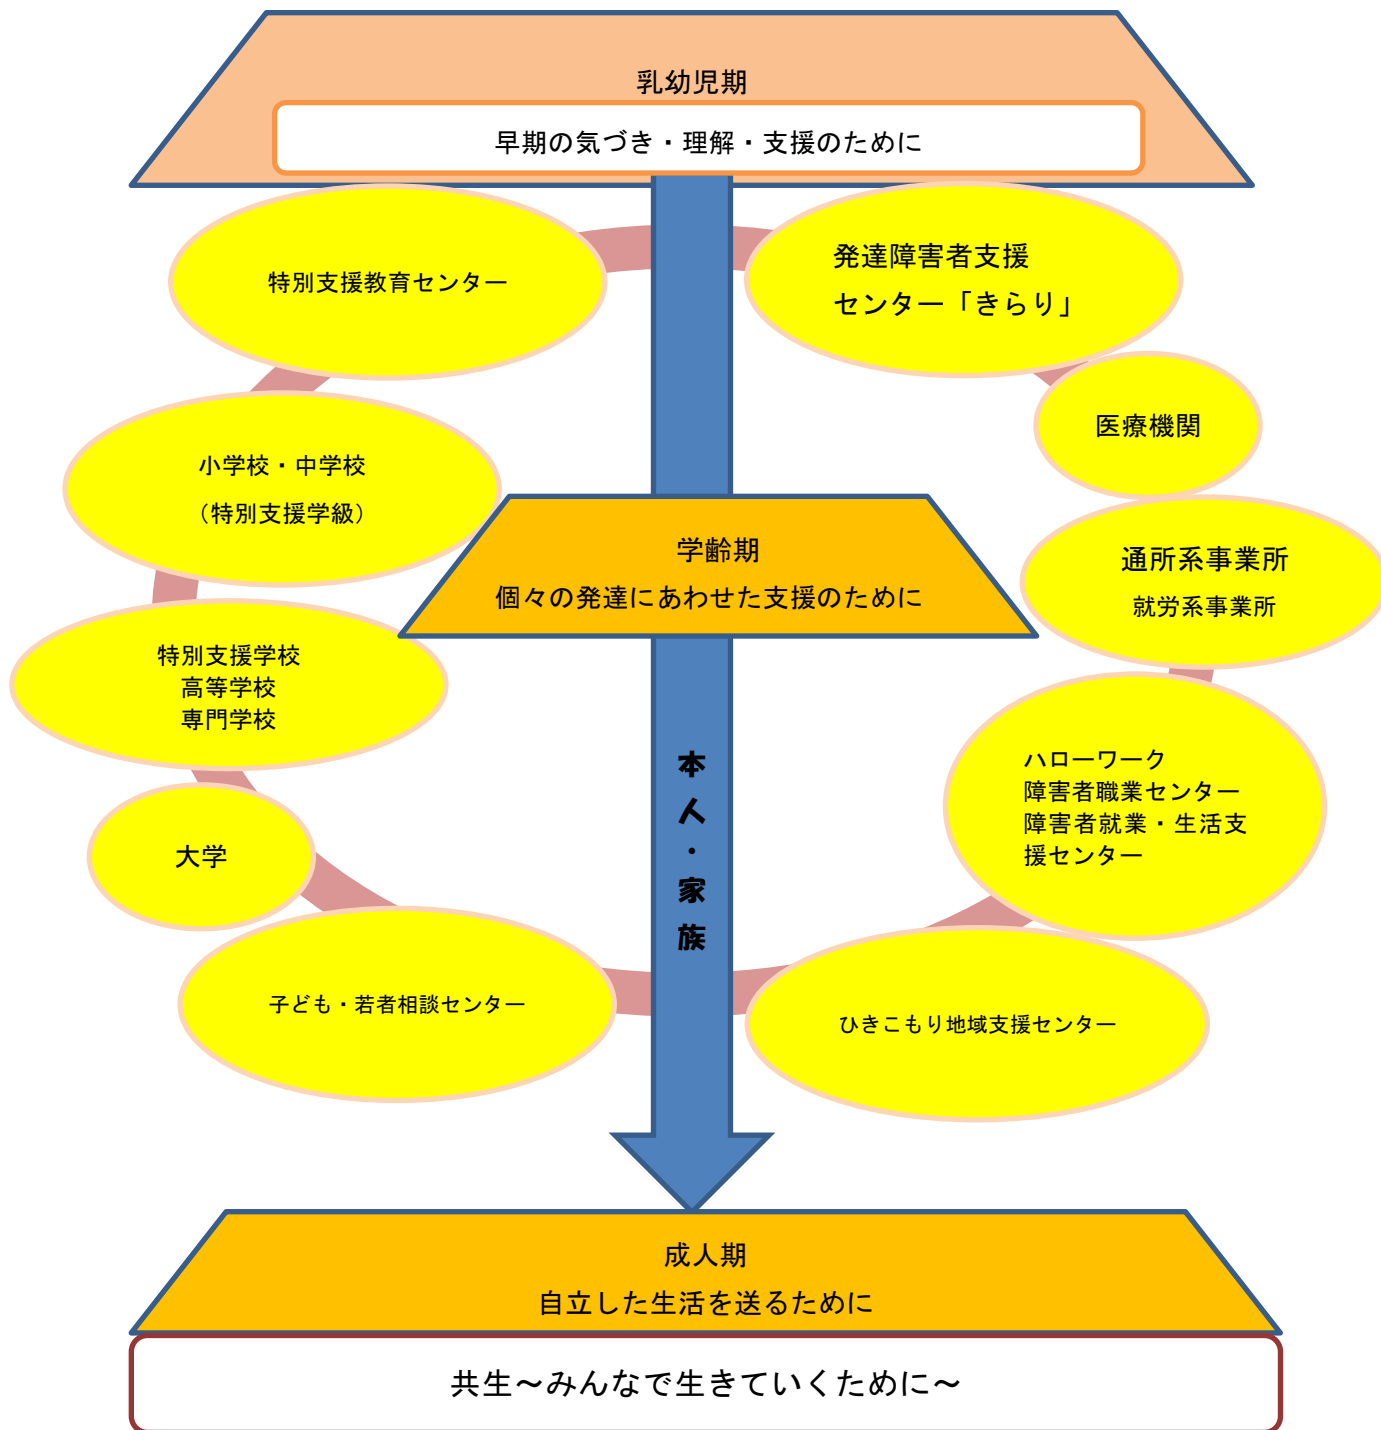 乳幼児期
早期の気づき・理解・支援のために
特別支援教育センター
発達障害者支援
センター「きらり」
医療機関
小学校・中学校
（特別支援学級）
学齢期
個々の発達にあわせた支援のために
通所系事業所
就労系事業所
特別支援学校
高等学校
専門学校
本人・家族
ハローワーク
障害者職業センター
障害者就業・生活支
援センター
大学
子ども・若者相談センター
ひきこもり地域支援センター
成人期
自立した生活を送るために
共生～みんなで生きていくために～